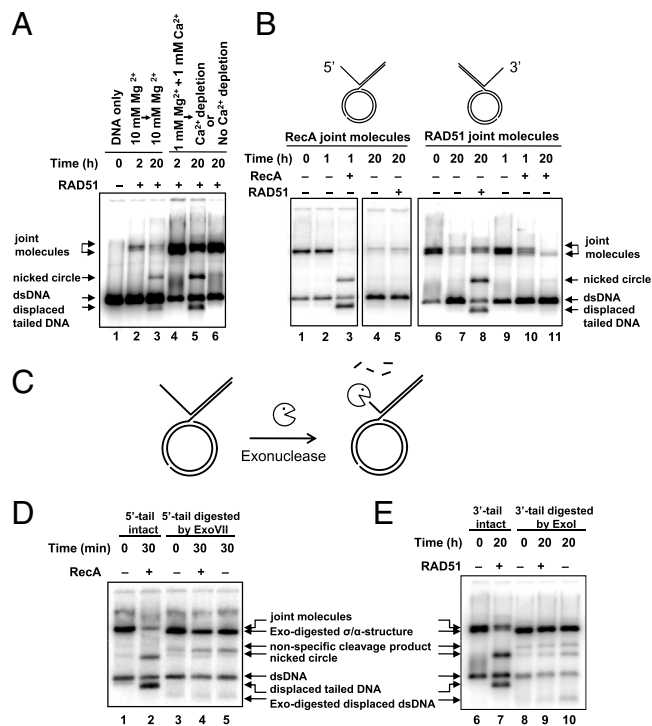 A
DNA only
10 mM Mg 2+
10 mM Mg 2+
1 mM Mg2+ + 1 mM Ca2+
Ca2+ depletion
or
No Ca2+ depletion
Time (h) 0 2 20 2 20 20
RAD51 – + + + + +
joint
molecules
nicked circle
dsDNA
displaced
tailed DNA
1 2 3 4 5 6
B
5’ 3’
RecA joint molecules RAD51 joint molecules
Time (h) 0 1 1 20 20 0 20 20 1 1 20
RecA – – + – – – – – – + +
RAD51 – – – – + – – + – – –
joint
molecules
nicked circle
dsDNA
displaced
tailed DNA
1 2 3 4 5 6 7 8 9 10 11
C
Exonuclease
D
5’-tail
intact
5’-tail digested
by ExoVII
Time (min) 0 30 0 30 30
RecA – + – + –
1 2 3 4 5
joint molecules
Exo-digested σ/α-structure
non-specific cleavage product
nicked circle
dsDNA
displaced tailed DNA
Exo-digested displaced dsDNA
E
3’-tail
intact
3’-tail digested
by ExoI
Time (h) 0 20 0 20 20
RAD51 – + – + –
6 7 8 9 10